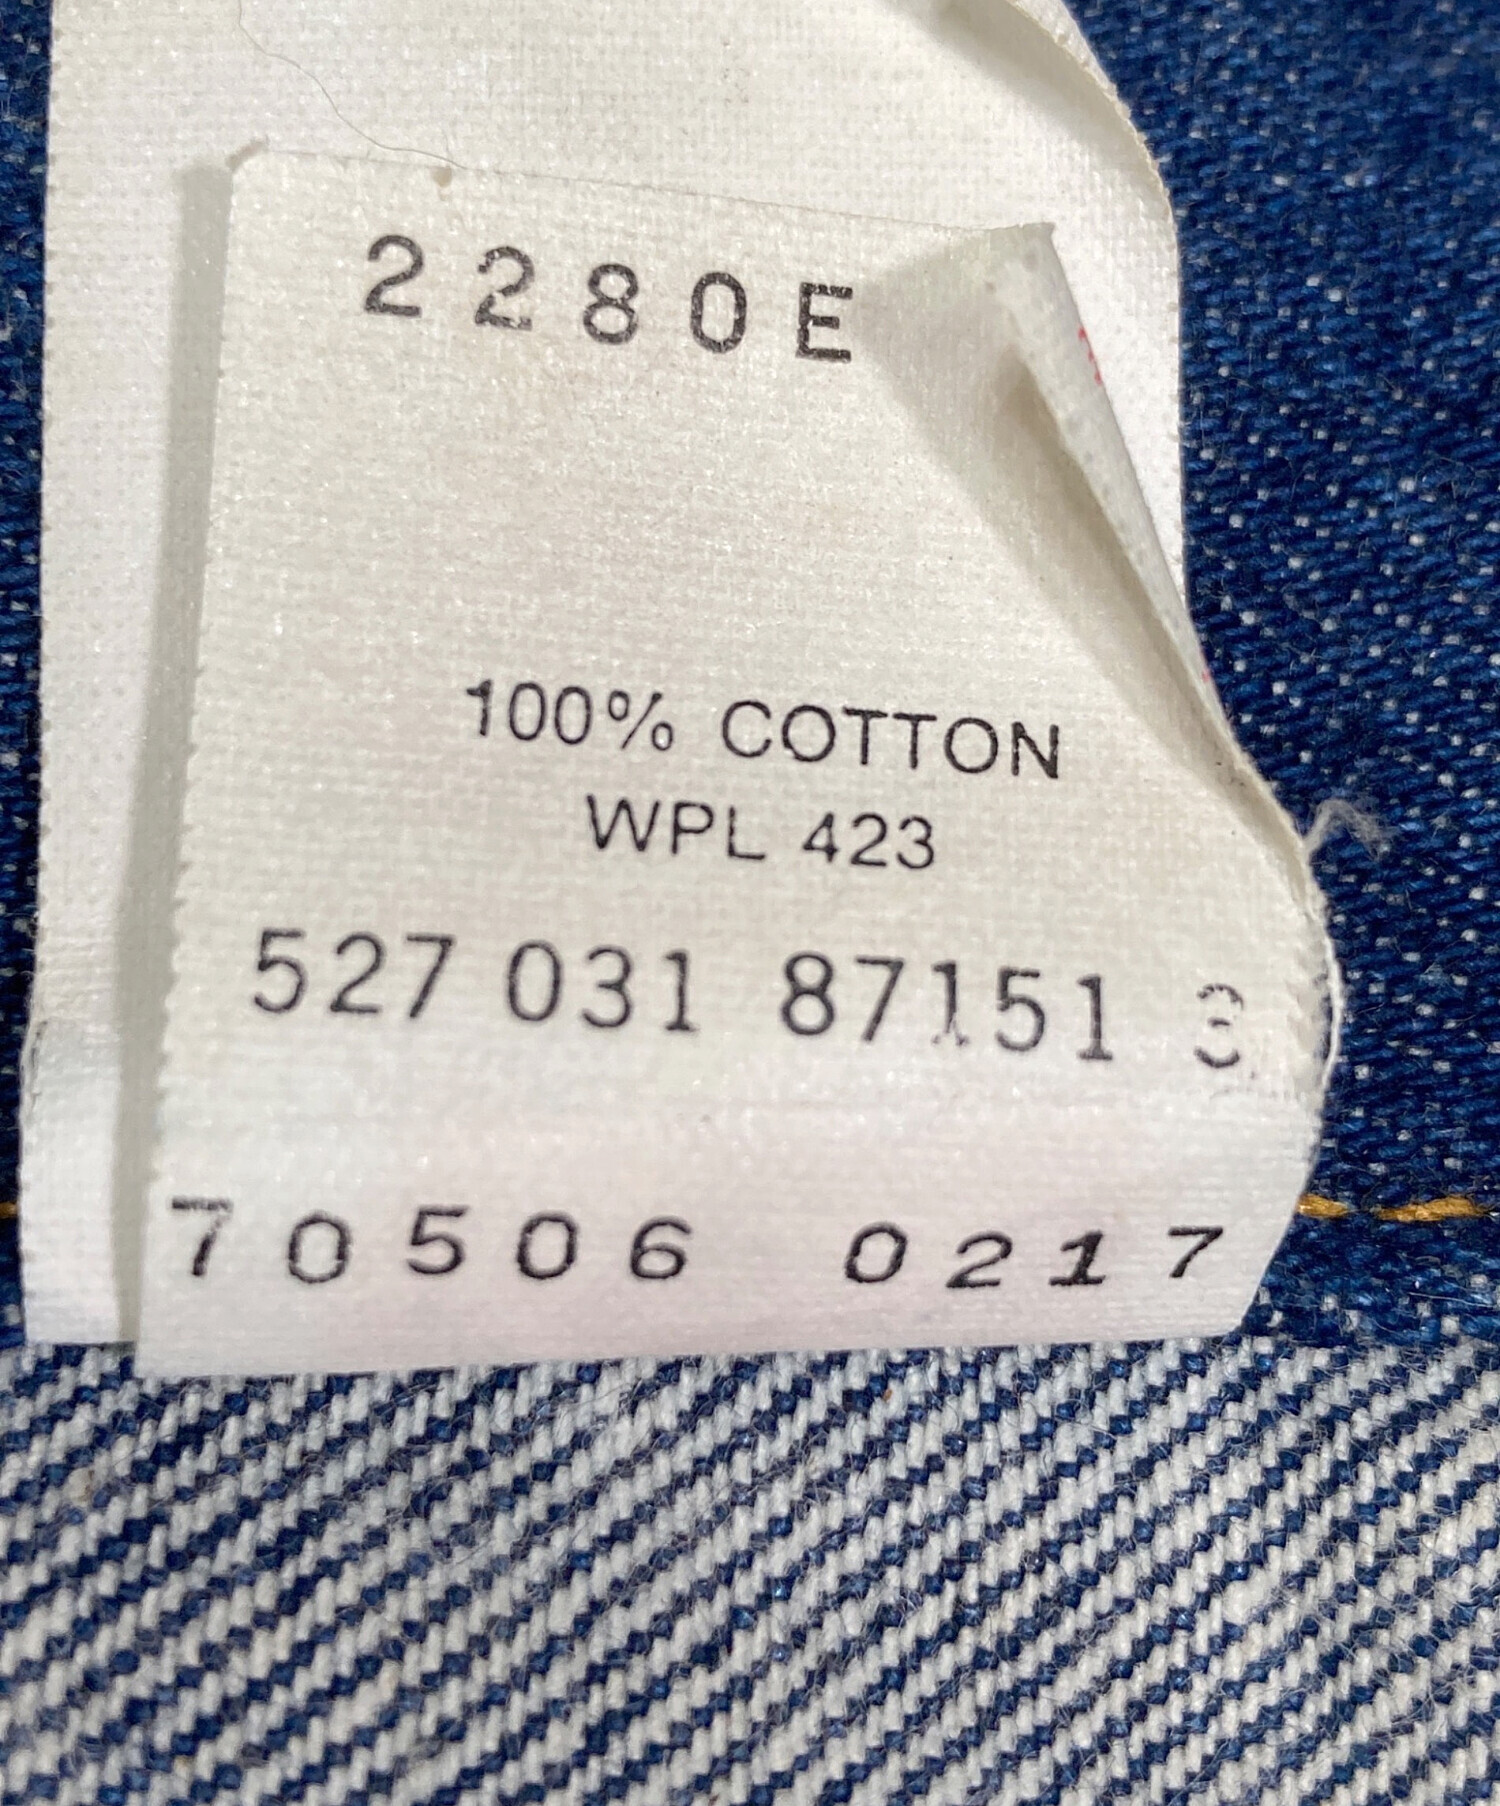 2280E
100% COTTON
WPL 423
527 031 87151 3
70506 0217